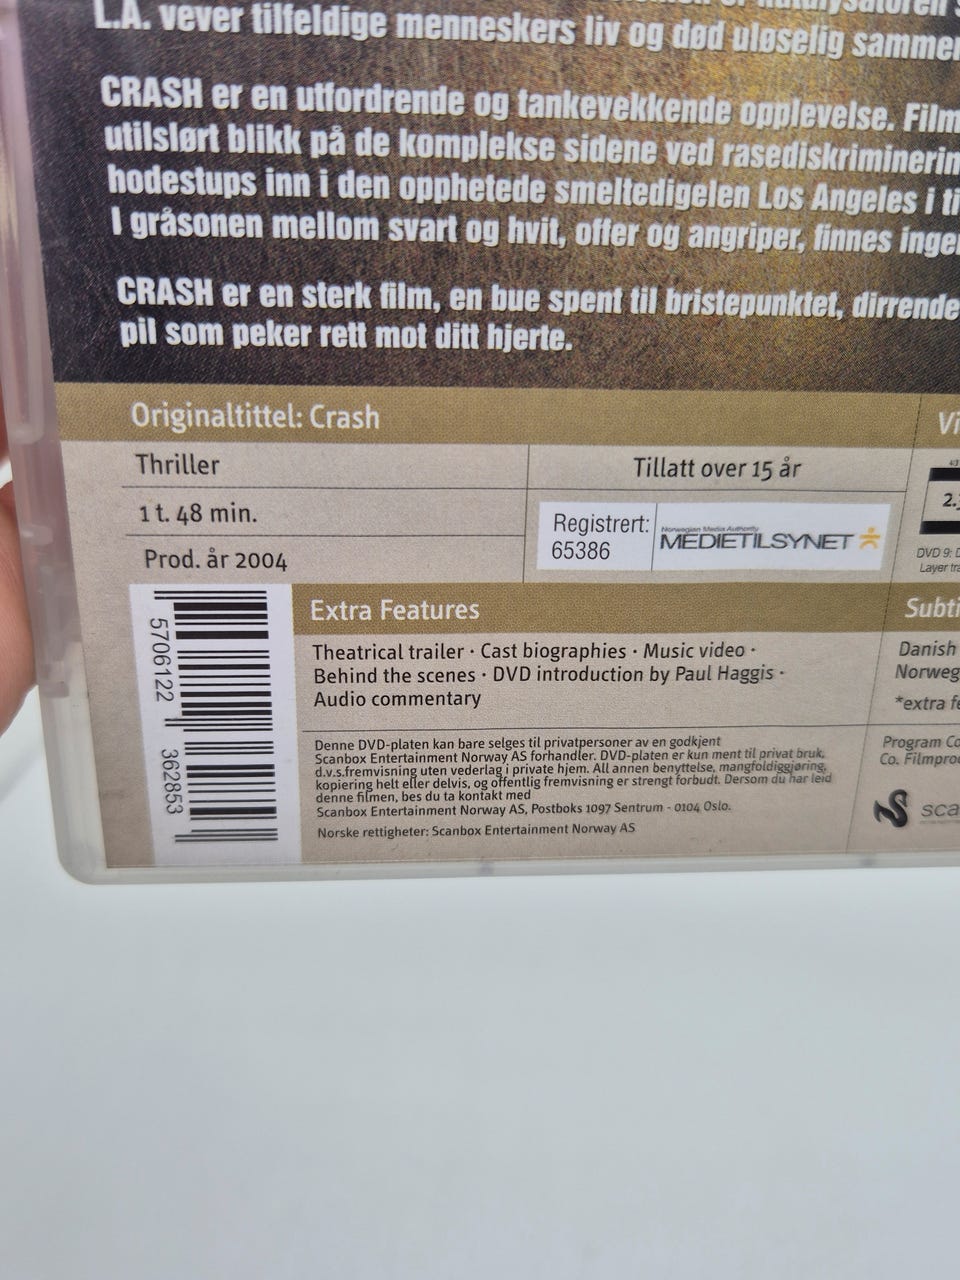 L.A. vever tilfeldige menneskers liv og død uløselig
CRASH er en utfordrende og tankevekkende opplevelse.
utilslørt blikk på de komplekse sidene ved
hodestups inn i den opphetede smeltedigelen Los Angeles i
I gråsonen mellom svart og hvit, offer og angriper, finnes
CRASH er en sterk film, en bue spent til bristepunktet, dirrende
pil som peker rett mot ditt hjerte.
Originaltittel: Crash
Thriller
Tillatt over 15 år
1 t. 48 min.
Registrert:
65386
Norwegian Media Authority
MEDIETILSYNET
Prod. år 2004
DVD 9:
Layer
5706122 362853
Extra Features
Theatrical trailer · Cast biographies · Music video ·
Behind the scenes · DVD introduction by Paul Haggis ·
Audio commentary
Danish
*extra
Denne DVD-platen kan bare selges til privatpersoner av en godkjent
Scanbox Entertainment Norway AS forhandler. DVD-platen er kun ment til privat bruk,
d.v.s.fremvisning uten vederlag i private hjem. All annen benyttelse, mangfoldiggjøring,
kopiering helt eller delvis, og offentlig fremvisning er strengt forbudt. Dersom du har leid
denne filmen, bes du ta kontakt med
Scanbox Entertainment Norway AS, Postboks 1097 Sentrum - 0104 Oslo.
Norske rettigheter: Scanbox Entertainment Norway AS
Program
Co.